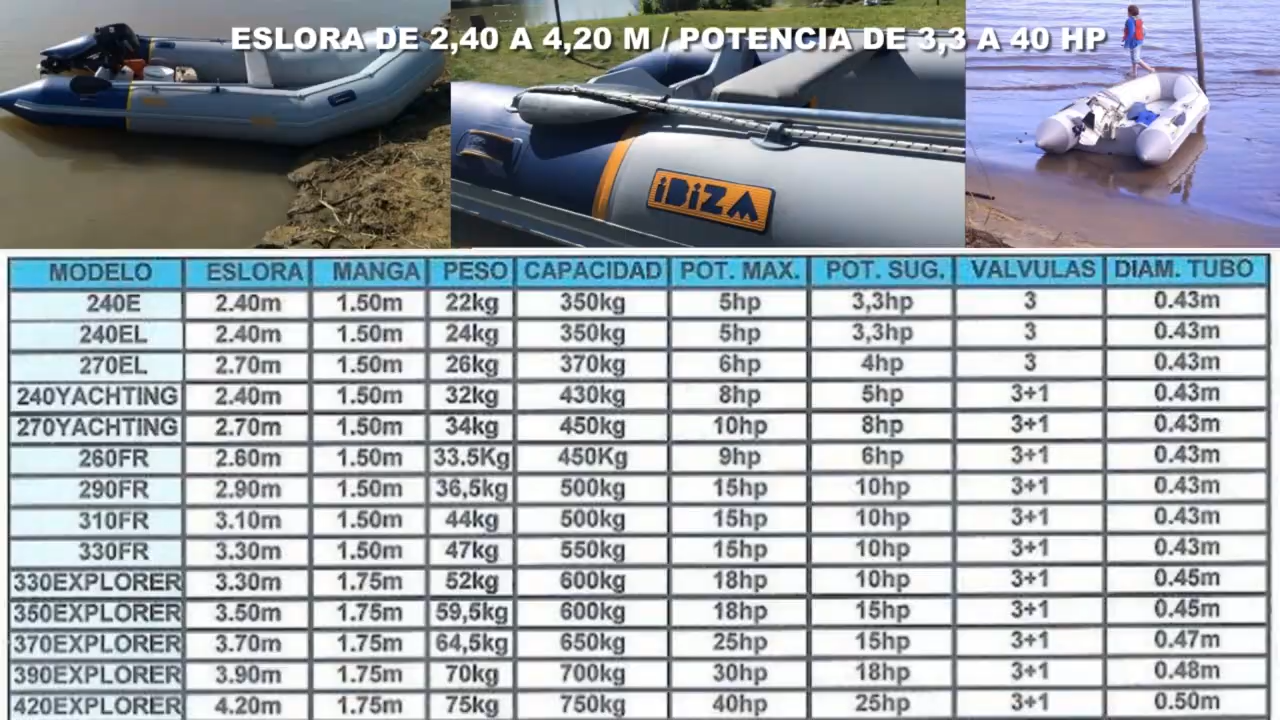 ESLORA DE 2,40 A 4,20 M / POTENCIA DE 3,3 A 40 HP
iBiZA
MODELO ESLORA MANGA PESO CAPACIDAD POT. MAX. POT. SUG. VALVULAS DIAM. TUBO
240E 2.40m 1.50m 22kg 350kg 5hp 3,3hp 3 0.43m
240EL 2.40m 1.50m 24kg 350kg 5hp 3,3hp 3 0.43m
270EL 2.70m 1.50m 26kg 370kg 6hp 4hp 3 0.43m
240YACHTING 2.40m 1.50m 32kg 430kg 8hp 5hp 3+1 0.43m
270YACHTING 2.70m 1.50m 34kg 450kg 10hp 8hp 3+1 0.43m
260FR 2.60m 1.50m 33.5Kg 450Kg 9hp 6hp 3+1 0.43m
290FR 2.90m 1.50m 36,5kg 500kg 15hp 10hp 3+1 0.43m
310FR 3.10m 1.50m 44kg 500kg 15hp 10hp 3+1 0.43m
330FR 3.30m 1.50m 47kg 550kg 15hp 10hp 3+1 0.43m
330EXPLORER 3.30m 1.75m 52kg 600kg 18hp 10hp 3+1 0.45m
350EXPLORER 3.50m 1.75m 59,5kg 600kg 18hp 15hp 3+1 0.45m
370EXPLORER 3.70m 1.75m 64,5kg 650kg 25hp 15hp 3+1 0.47m
390EXPLORER 3.90m 1.75m 70kg 700kg 30hp 18hp 3+1 0.48m
420EXPLORER 4.20m 1.75m 75kg 750kg 40hp 25hp 3+1 0.50m